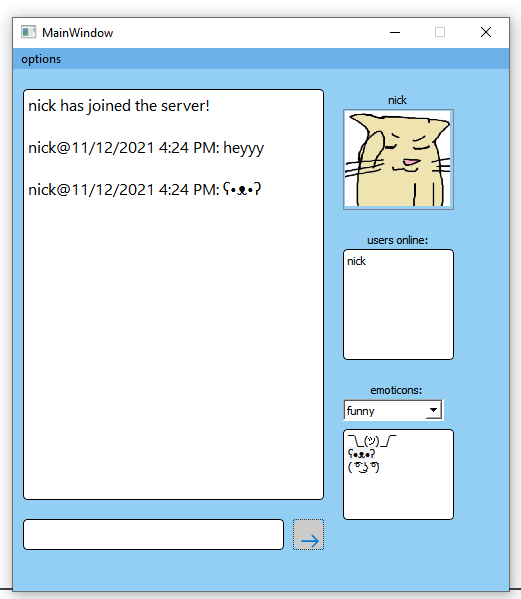 MainWindow
options
nick has joined the server!
nick@11/12/2021 4:24 PM: heyyy
nick@11/12/2021 4:24 PM: ʕ•ᴥ•ʔ
nick
users online:
nick
emoticons:
funny
¯\_(ツ)_/¯
ʕ•ᴥ•ʔ
( ͡° ͜ʖ ͡°)